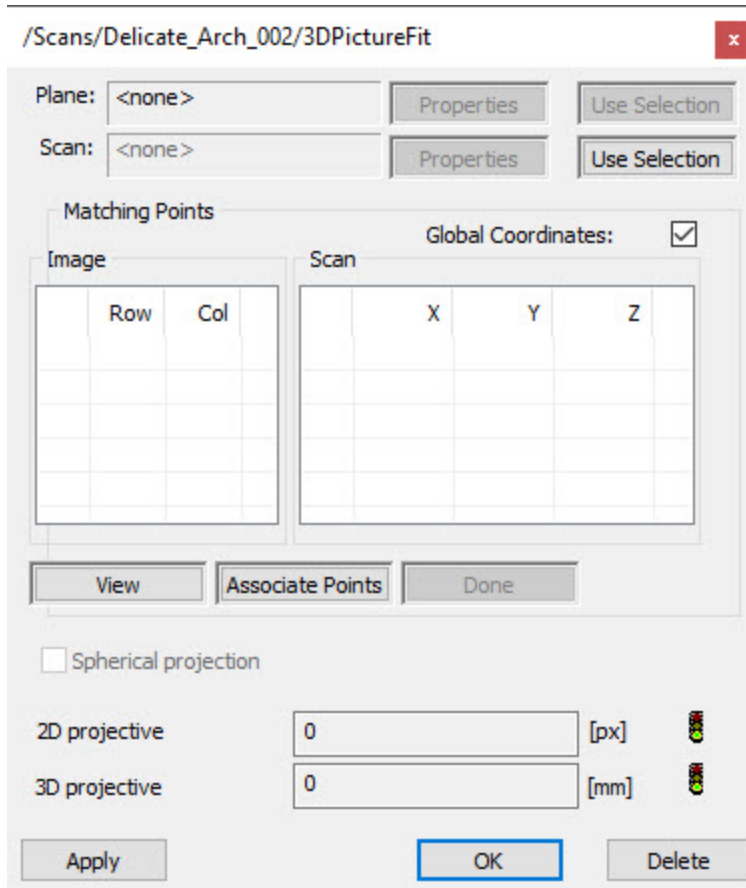 /Scans/Delicate_Arch_002/3DPictureFit x
Plane: <none> Properties Use Selection
Scan: <none> Properties Use Selection
Matching Points
Global Coordinates:
Image Scan
Row Col X Y Z
View Associate Points Done
Spherical projection
2D projective 0 [px]
3D projective 0 [mm]
Apply OK Delete